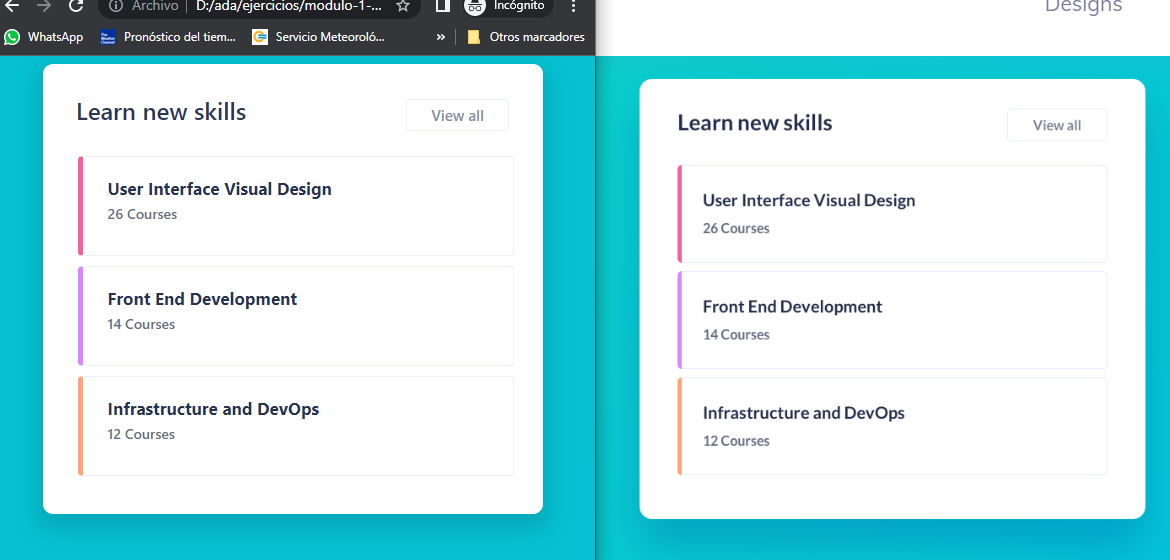 Archivo | D:/ada/ejercicios/modulo-1-...
Incógnito
WhatsApp
The Weather Channel
Pronóstico del tiem...
Servicio Meteoroló...
»
Otros marcadores
Learn new skills
View all
User Interface Visual Design
26 Courses
Front End Development
14 Courses
Infrastructure and DevOps
12 Courses
Designs
Learn new skills
View all
User Interface Visual Design
26 Courses
Front End Development
14 Courses
Infrastructure and DevOps
12 Courses